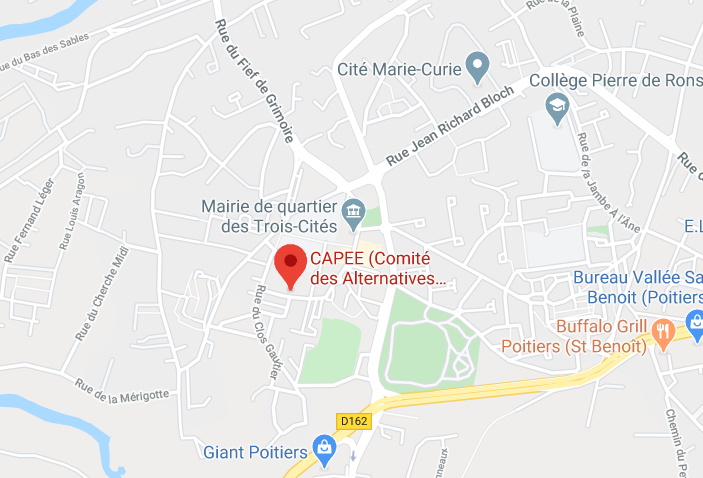 Rue de
la Plaine
Rue du Bas des Sables
Rue du Fief de Grimoire
Cité Marie-Curie
Collège Pierre de Rons
Rue Jean Richard Bloch
Rue de la Jambe À l'Âne
Rue d
Rue Fernand Léger
Rue Louis Aragon
Mairie de quartier
des Trois-Cités
Rue du Cherche Midi
CAPEE (Comité
des Alternatives...
E.L
Rue du Clos Gaultier
Bureau Vallée Sa
Benoit (Poitiers
Buffalo Grill
Poitiers (St Benoît)
Rue de la Mérigotte
D162
Giant Poitiers
Chemin du Pe
onneaux